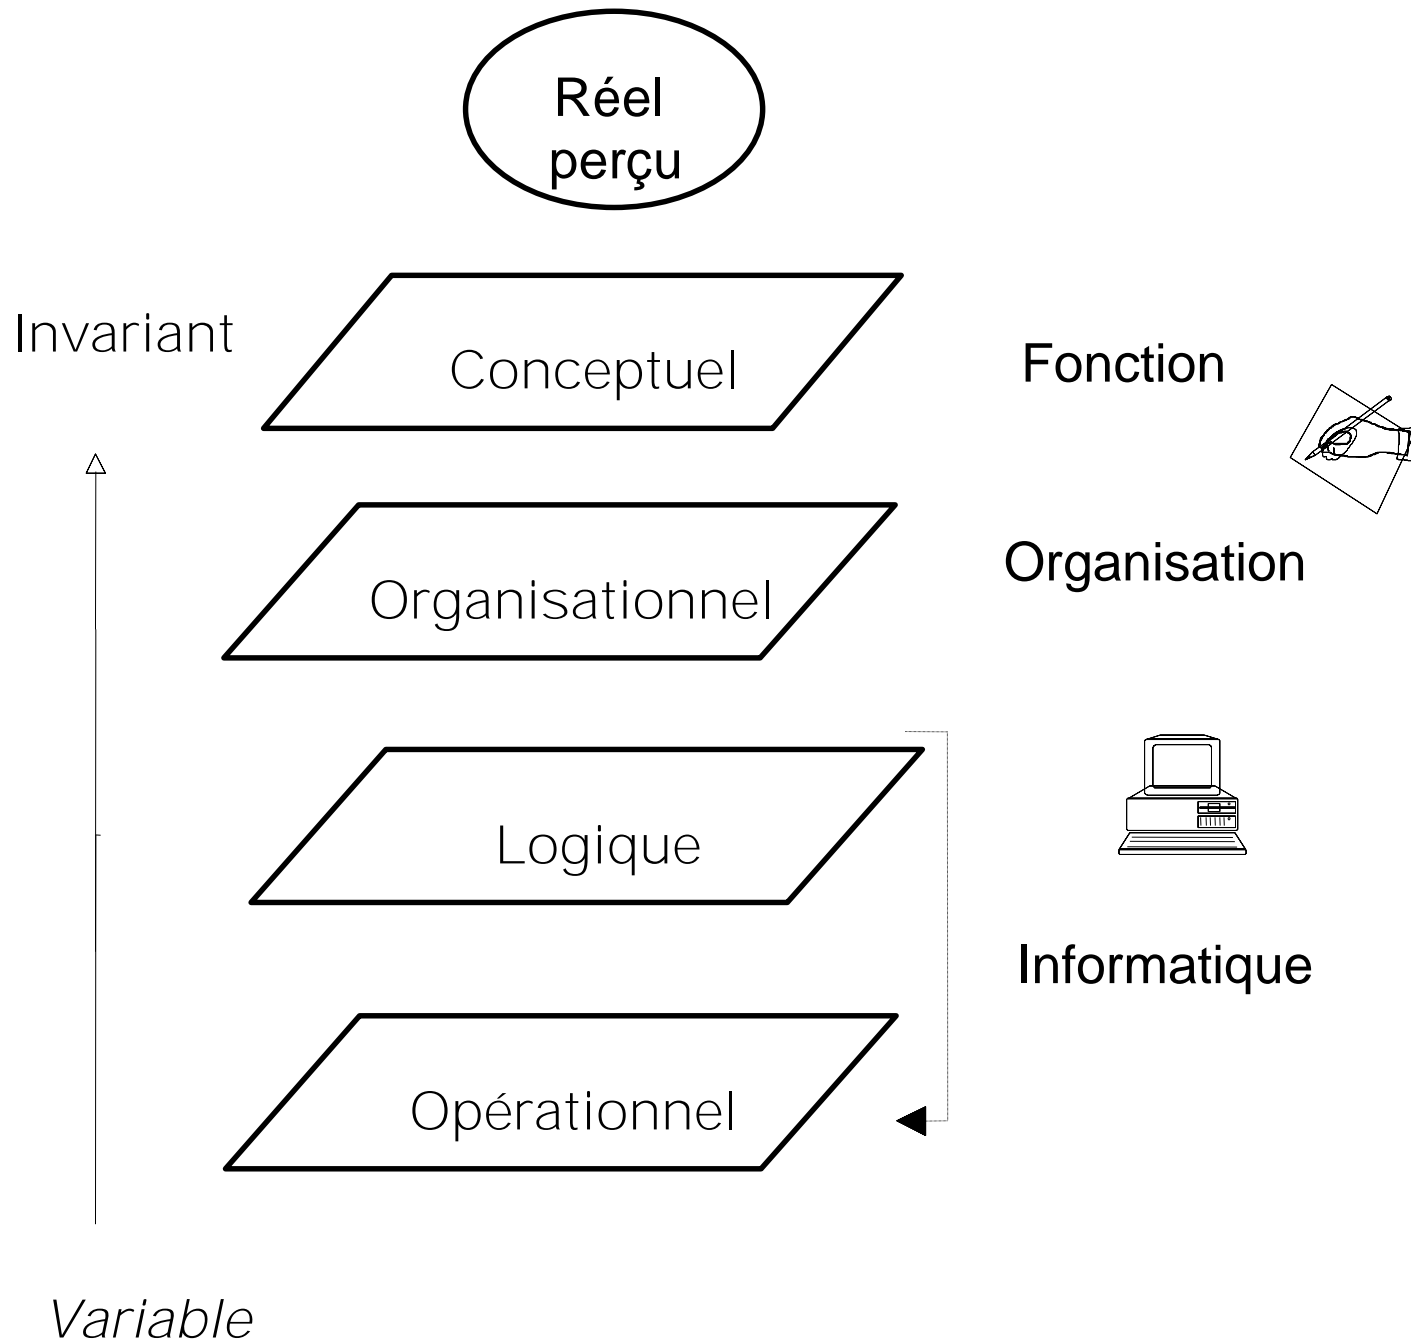 Réel
perçu
Invariant
Conceptuel
Fonction
Organisationnel
Organisation
Logique
Informatique
Opérationnel
Variable